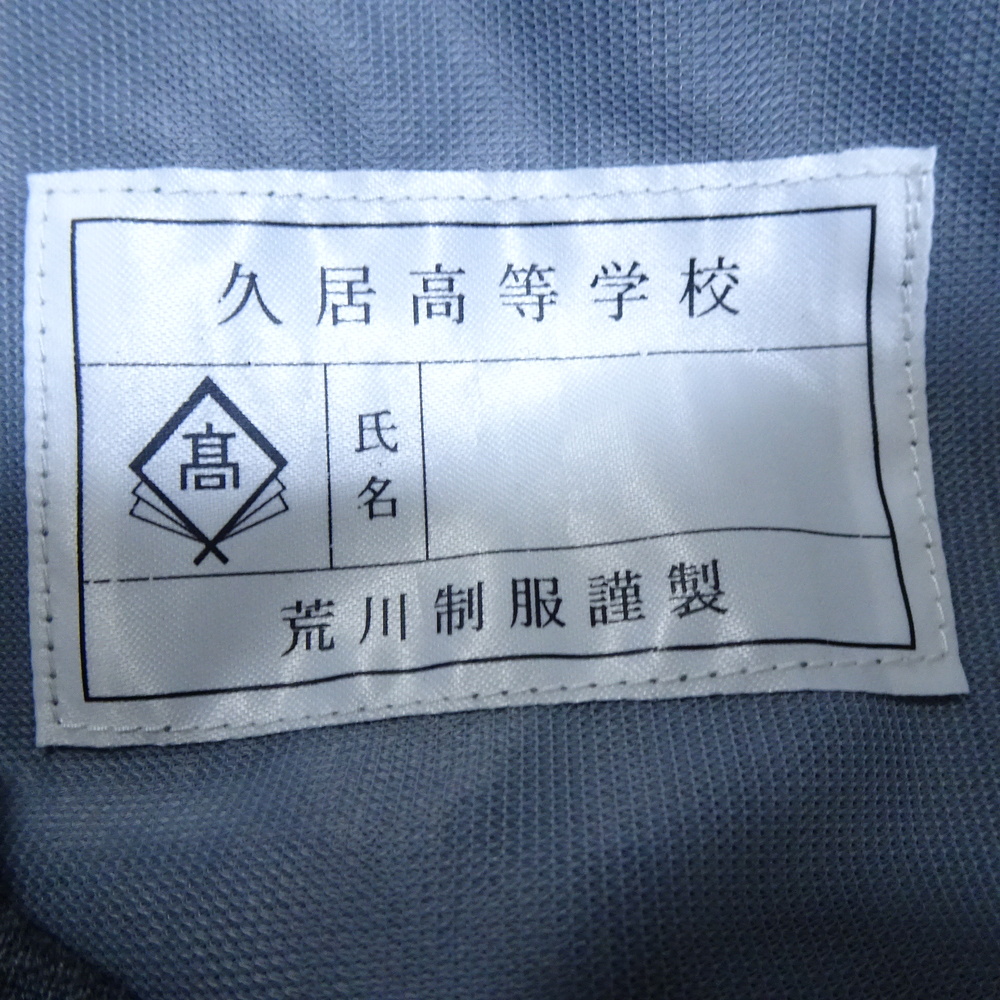 久居高等学校
髙
氏名
荒川制服謹製